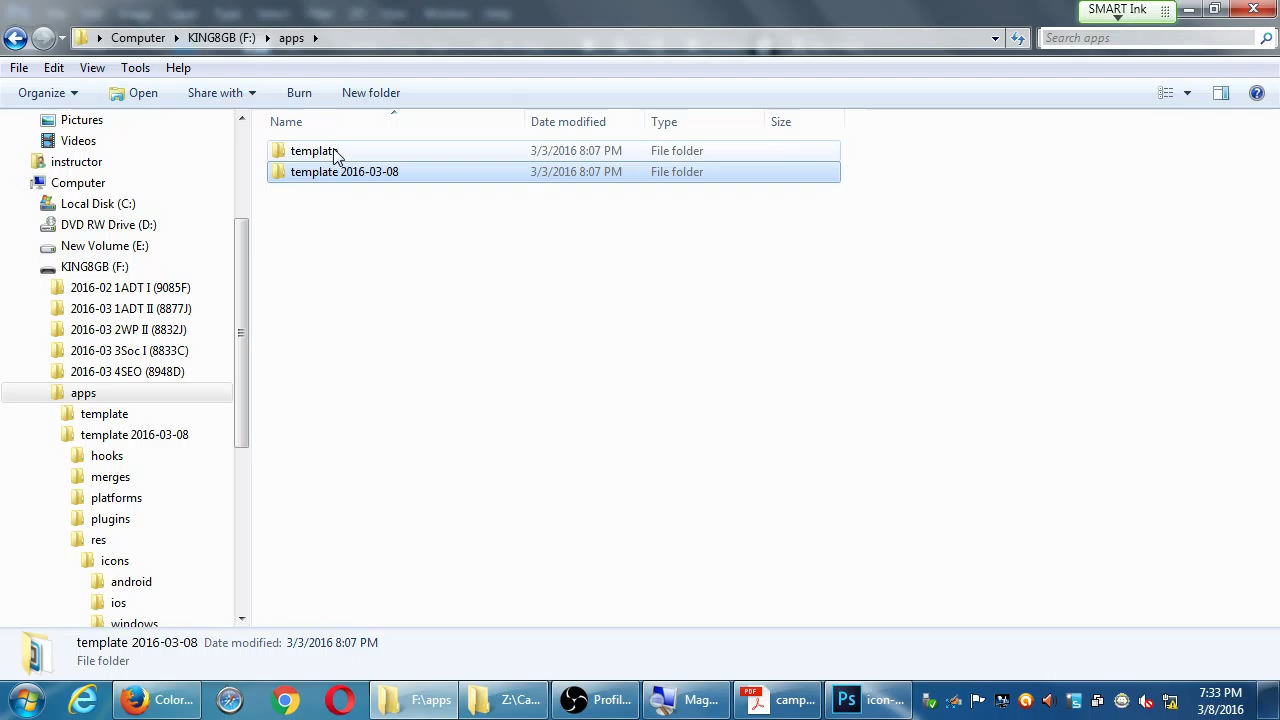 SMART Ink
Computer KING8GB (F:) apps
Search apps
File Edit View Tools Help
Organize Open Share with Burn New folder
Name Date modified Type Size
Pictures
Videos
instructor
Computer
Local Disk (C:)
DVD RW Drive (D:)
New Volume (E:)
KING8GB (F:)
2016-02 1ADT I (9085F)
2016-03 1ADT II (8877J)
2016-03 2WP II (8832J)
2016-03 3Soc I (8833C)
2016-03 4SEO (8948D)
apps
template
template 2016-03-08
hooks
merges
platforms
plugins
res
icons
android
ios
windows
template 3/3/2016 8:07 PM File folder
template 2016-03-08 3/3/2016 8:07 PM File folder
template 2016-03-08 Date modified: 3/3/2016 8:07 PM
File folder
Color... F:\apps Z:\Ca... Profil... Mag... PDF camp... Ps icon-...
7:33 PM
3/8/2016